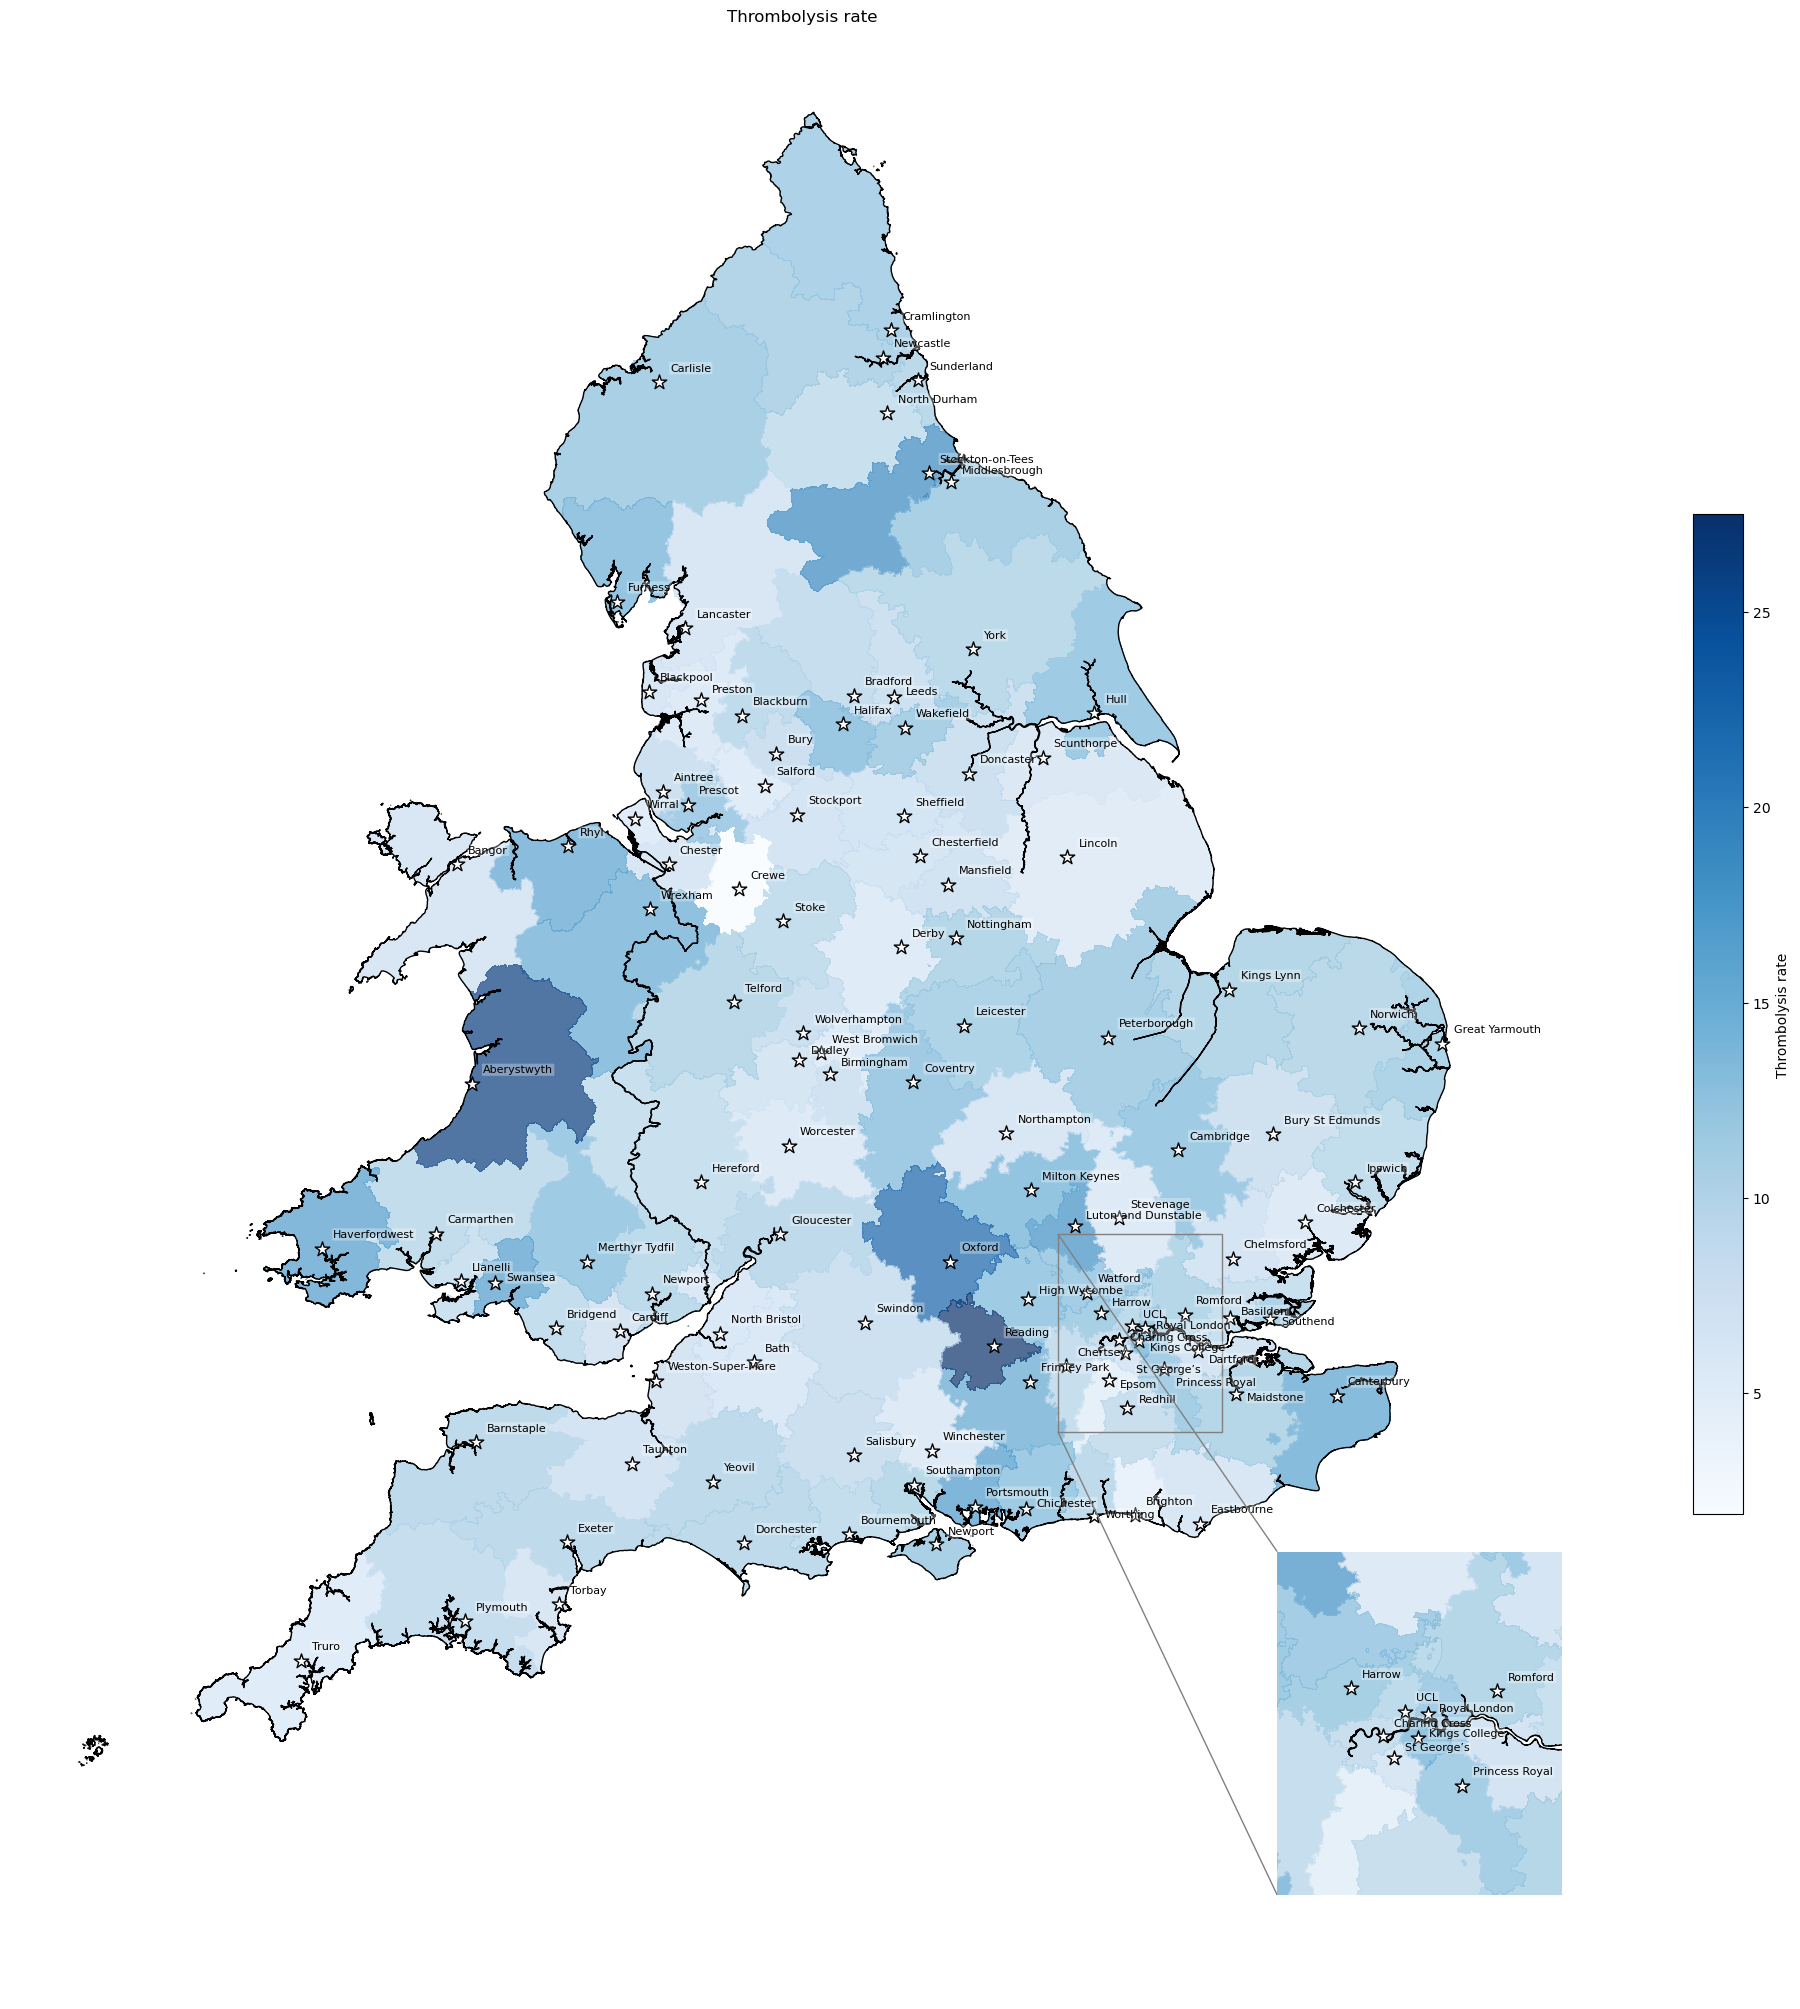 Thrombolysis rate
Cramlington
Newcastle
Carlisle
Sunderland
North Durham
Stockton-on-Tees
Middlesbrough
Furness
Lancaster
York
Blackpool
Preston
Blackburn
Bradford
Leeds
Halifax
Wakefield
Hull
Bury
Scunthorpe
Doncaster
Salford
Aintree
Prescot
Wirral
Stockport
Sheffield
Rhyl
Bangor
Chester
Chesterfield
Lincoln
Crewe
Mansfield
Wrexham
Stoke
Nottingham
Derby
Kings Lynn
Telford
Wolverhampton
Leicester
Peterborough
Norwich
Great Yarmouth
West Bromwich
Dudley
Birmingham
Coventry
Aberystwyth
Northampton
Bury St Edmunds
Worcester
Cambridge
Hereford
Milton Keynes
Ipswich
Stevenage
Luton and Dunstable
Colchester
Carmarthen
Gloucester
Haverfordwest
Merthyr Tydfil
Oxford
Chelmsford
Llanelli
Swansea
Newport
High Wycombe
Watford
Harrow
Romford
Basildon
Southend
Bridgend
Cardiff
North Bristol
Swindon
UCL
Royal London
Charing Cross
Kings College
Reading
Bath
Chertsey
Dartford
Weston-Super-Mare
Frimley Park
St George’s
Epsom
Princess Royal
Canterbury
Maidstone
Redhill
Barnstaple
Taunton
Salisbury
Winchester
Yeovil
Southampton
Portsmouth
Chichester
Worthing
Brighton
Eastbourne
Exeter
Dorchester
Bournemouth
Newport
Torbay
Plymouth
Truro
Harrow
Romford
UCL
Royal London
Charing Cross
Kings College
St George’s
Princess Royal
25
20
15
10
5
Thrombolysis rate